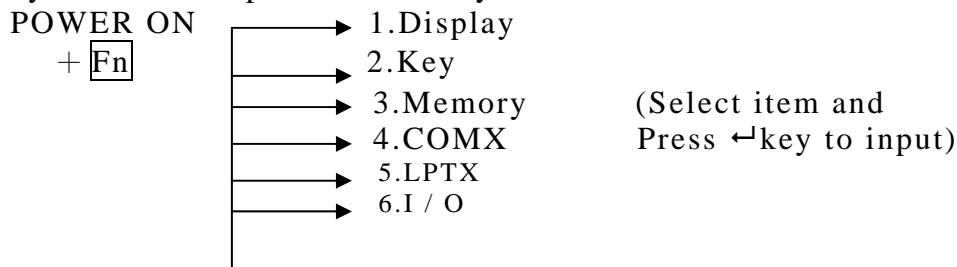 POWER ON 1.Display
+ Fn 2.Key
3.Memory (Select item and
4.COMX Press ↵key to input)
5.LPTX
6.I / O